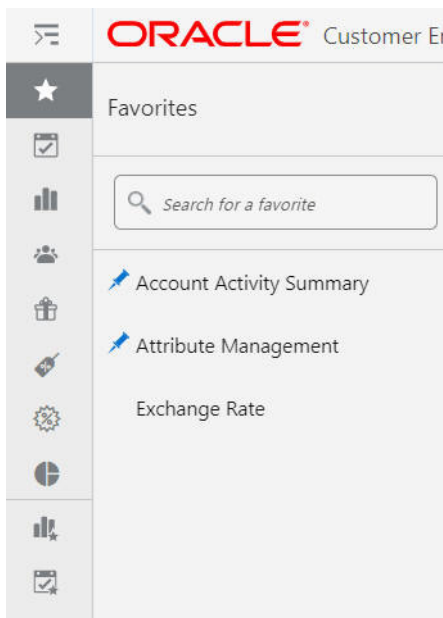 ORACLE® Customer
Favorites
Search for a favorite
Account Activity Summary
Attribute Management
Exchange Rate